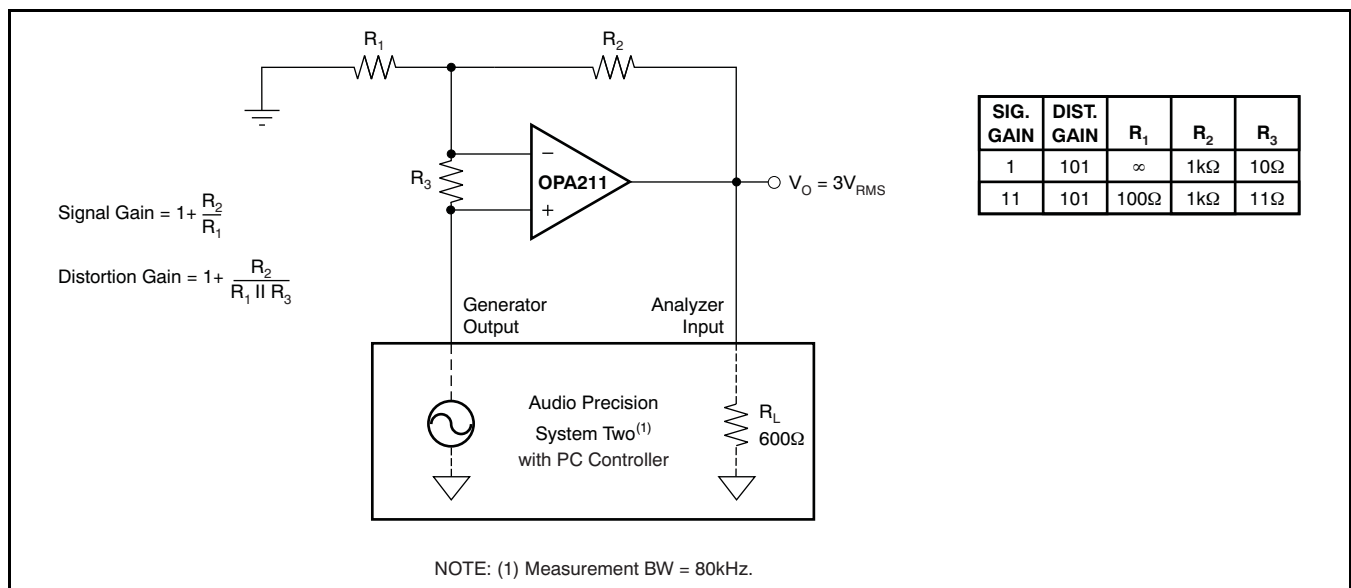 R1
R2
R3
−
+
OPA211
VO = 3VRMS
Signal Gain = 1+ R2
R1
Distortion Gain = 1+ R2
R1 II R3
Generator
Output
Analyzer
Input
Audio Precision
System Two(1)
with PC Controller
RL
600Ω
NOTE: (1) Measurement BW = 80kHz.
SIG. GAIN DIST. GAIN R1 R2 R3
1 101 ∞ 1kΩ 10Ω
11 101 100Ω 1kΩ 11Ω